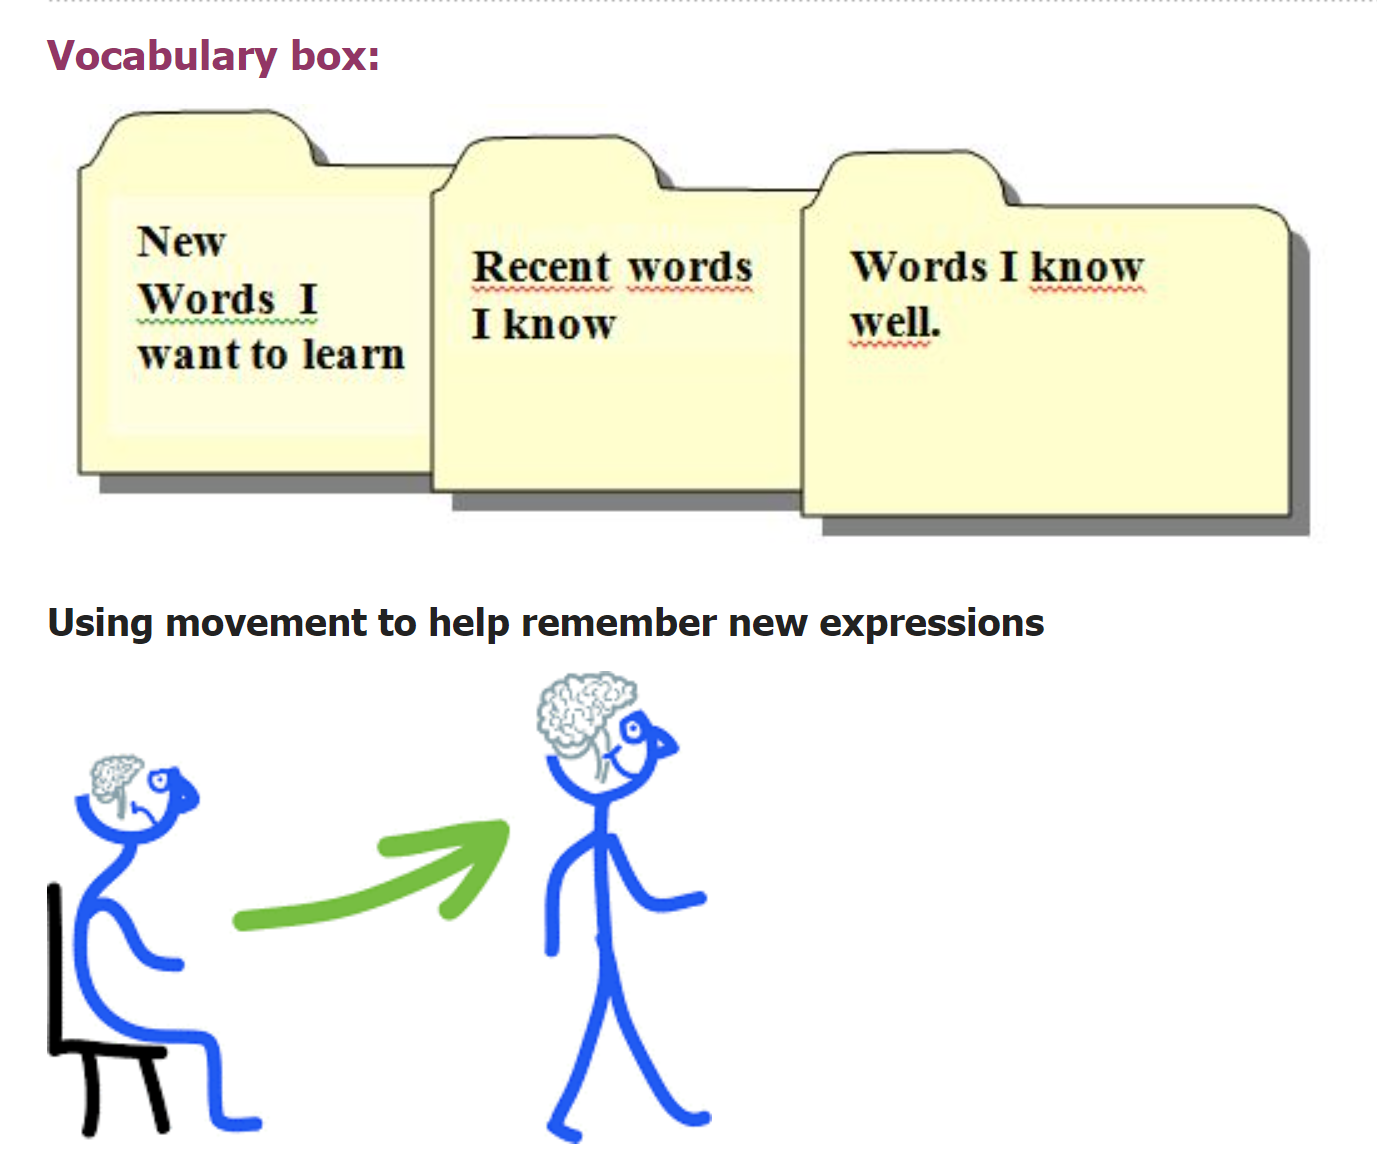 Vocabulary box:
New
Words I
want to learn
Recent words
I know
Words I know
well.
Using movement to help remember new expressions